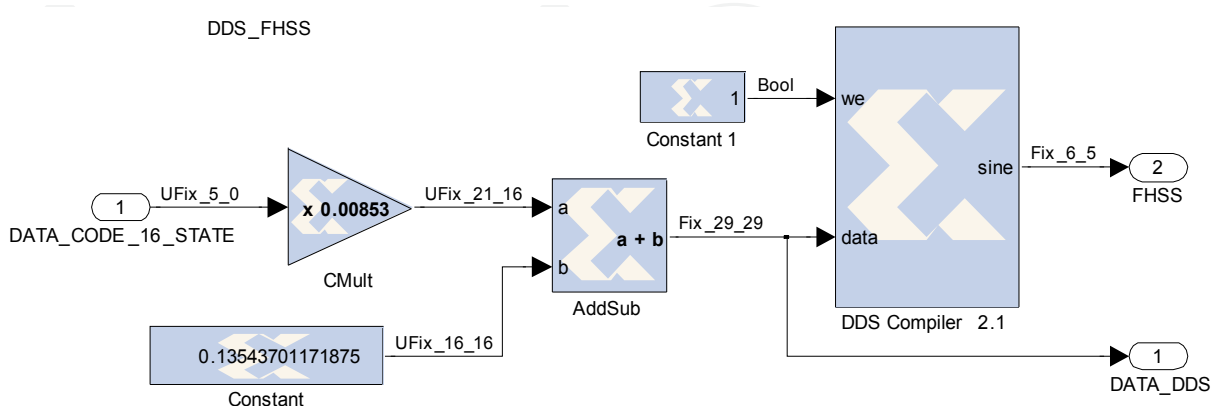 DDS_FHSS
Bool
1
we
Constant 1
sine
Fix_6_5
2
FHSS
UFix_5_0
1
DATA_CODE_16_STATE
x 0.00853
CMult
UFix_21_16
a
b
a + b
AddSub
Fix_29_29
data
DDS Compiler 2.1
0.13543701171875
Constant
UFix_16_16
1
DATA_DDS